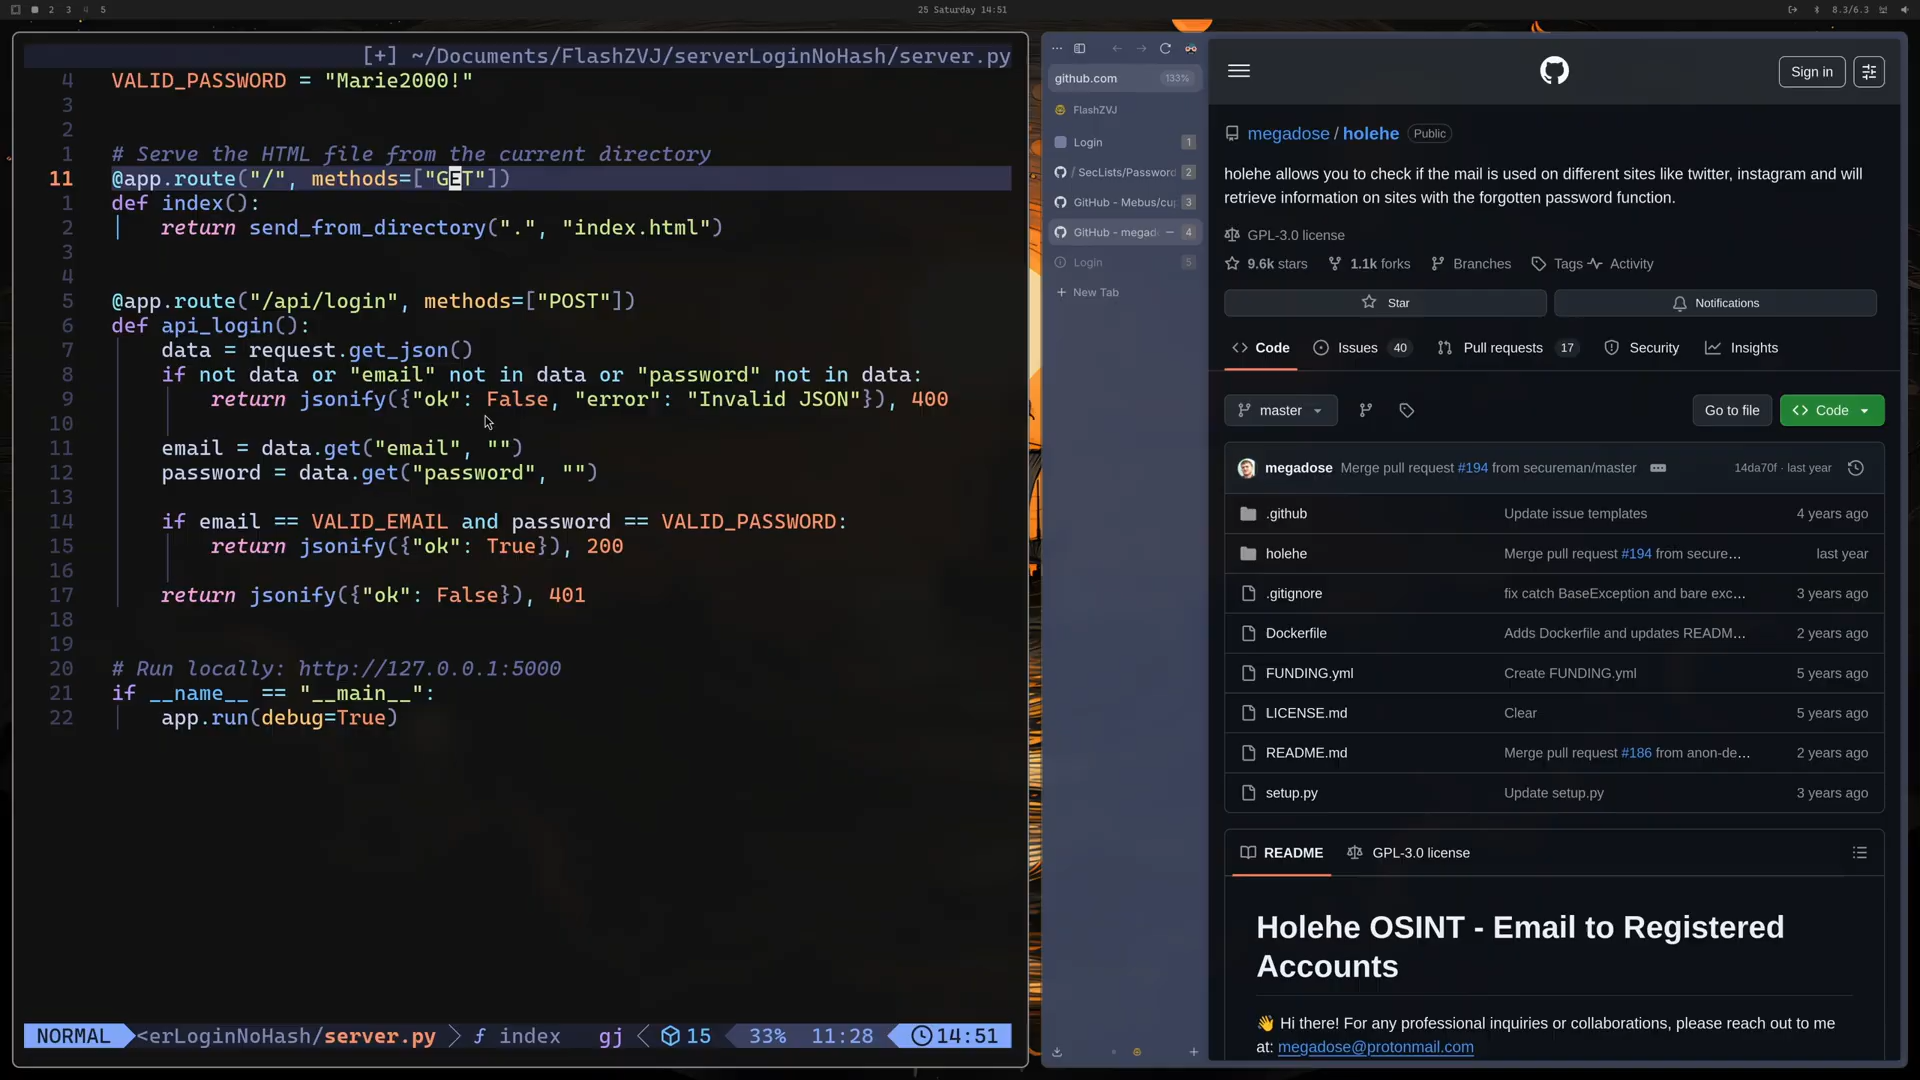 2 3 4 5
25 Saturday 14:51
8.3/6.3
[+] ~/Documents/FlashZVJ/serverLoginNoHash/server.py
4 VALID_PASSWORD = "Marie2000!"
3
2
1 # Serve the HTML file from the current directory
11 @app.route("/", methods=["GET"])
1 def index():
2 return send_from_directory(".", "index.html")
3
4
5 @app.route("/api/login", methods=["POST"])
6 def api_login():
7 data = request.get_json()
8 if not data or "email" not in data or "password" not in data:
9 return jsonify({"ok": False, "error": "Invalid JSON"}), 400
10
11 email = data.get("email", "")
12 password = data.get("password", "")
13
14 if email == VALID_EMAIL and password == VALID_PASSWORD:
15 return jsonify({"ok": True}), 200
16
17 return jsonify({"ok": False}), 401
18
19
20 # Run locally: http://127.0.0.1:5000
21 if __name__ == "__main__":
22 app.run(debug=True)
NORMAL <erLoginNoHash/server.py ƒ index gj 15 33% 11:28 14:51
github.com 133%
FlashZVJ
Login 1
/ SecLists/Password 2
GitHub - Mebus/cu 3
GitHub - megad 4
Login 5
New Tab
Sign in
megadose / holehe Public
holehe allows you to check if the mail is used on different sites like twitter, instagram and will
retrieve information on sites with the forgotten password function.
GPL-3.0 license
9.6k stars 1.1k forks Branches Tags Activity
Star Notifications
Code Issues 40 Pull requests 17 Security Insights
master Go to file Code
megadose Merge pull request #194 from secureman/master 14da70f · last year
.github Update issue templates 4 years ago
holehe Merge pull request #194 from secure… last year
.gitignore fix catch BaseException and bare exc… 3 years ago
Dockerfile Adds Dockerfile and updates READM… 2 years ago
FUNDING.yml Create FUNDING.yml 5 years ago
LICENSE.md Clear 5 years ago
README.md Merge pull request #186 from anon-de… 2 years ago
setup.py Update setup.py 3 years ago
README GPL-3.0 license
Holehe OSINT - Email to Registered
Accounts
👋 Hi there! For any professional inquiries or collaborations, please reach out to me
at: megadose@protonmail.com